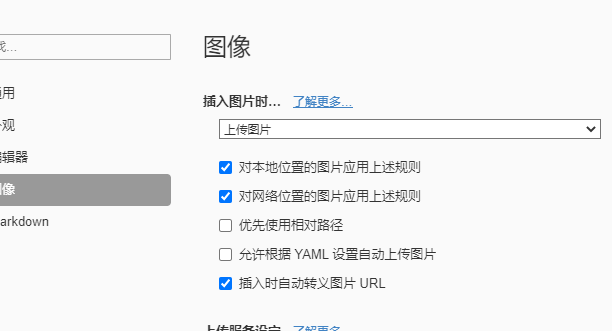 图像
找...
插入图片时... 了解更多...
通用
上传图片
外观
编辑器
对本地位置的图片应用上述规则
图像
对网络位置的图片应用上述规则
arkdown
优先使用相对路径
允许根据 YAML 设置自动上传图片
插入时自动转义图片 URL
上传服务设定 了解更多...